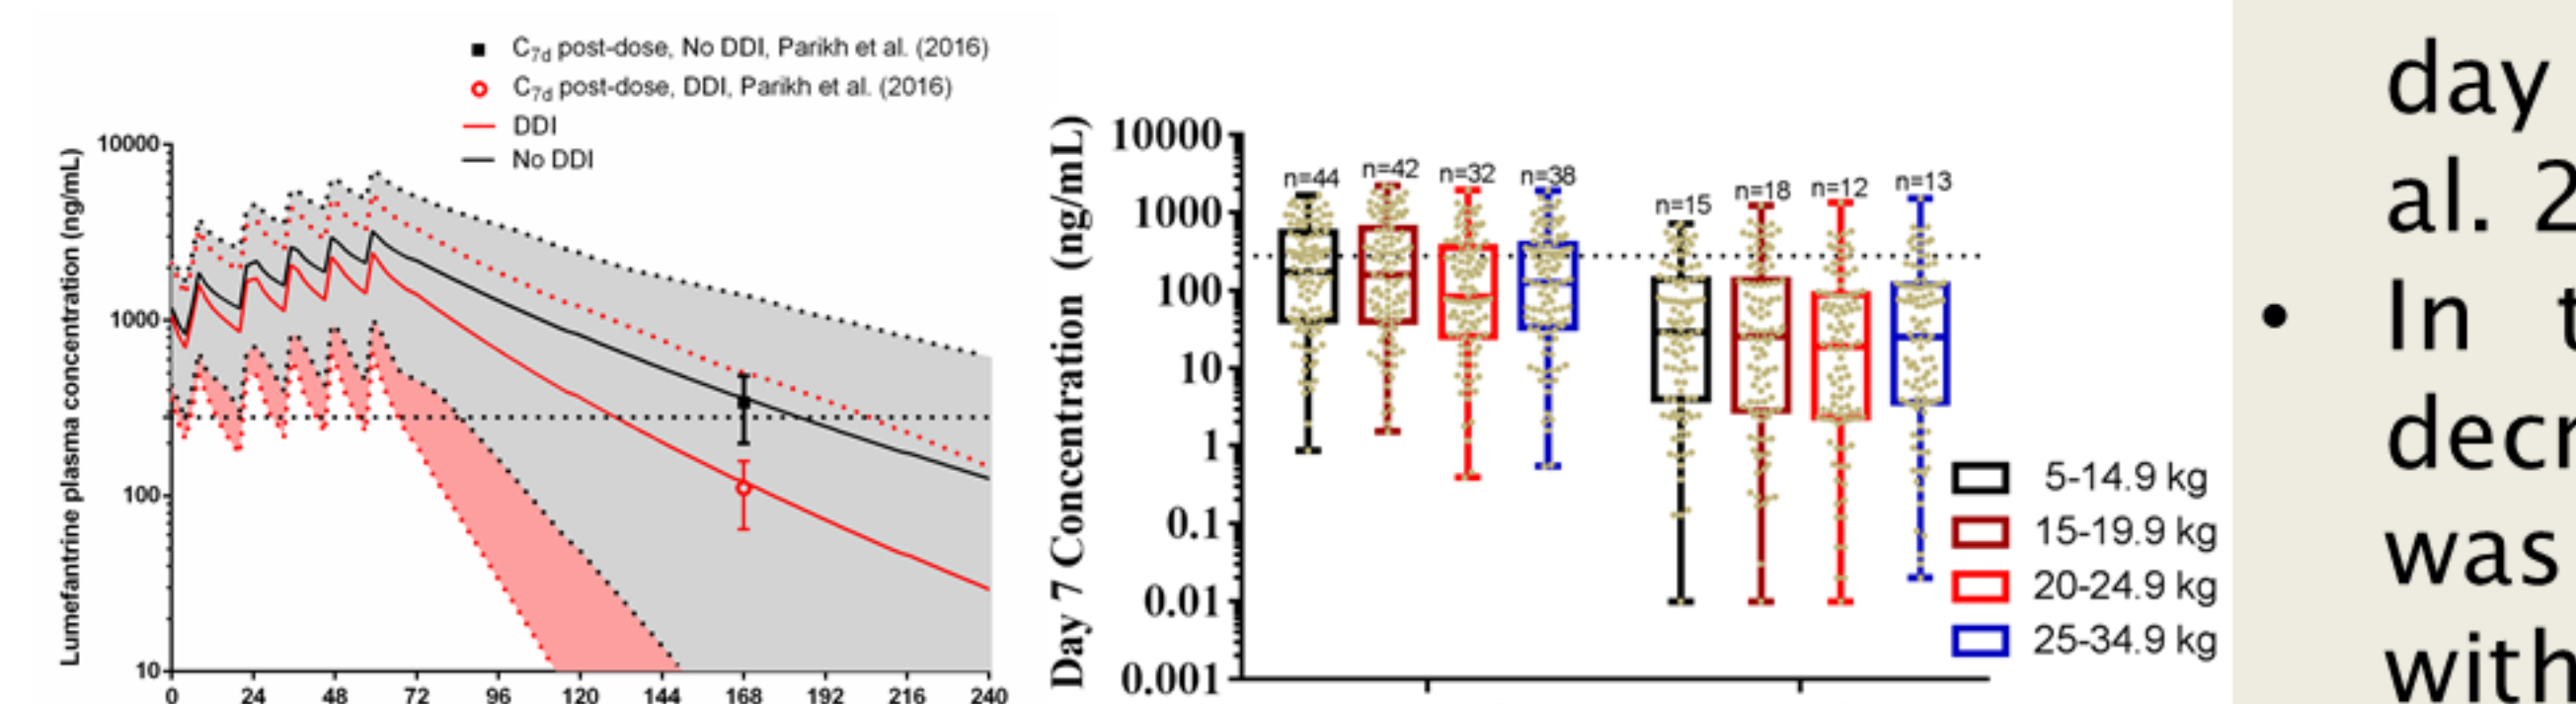 C7d post-dose, No DDI, Parikh et al. (2016)
C7d post-dose, DDI, Parikh et al. (2016)
DDI
No DDI
Lumefantrine plasma concentration (ng/mL)
10000
1000
100
10
0 24 48 72 96 120 144 168 192 216 240
Day 7 Concentration (ng/mL)
10000
1000
100
10
1
0.1
0.01
0.001
n=44 n=42 n=32 n=38 n=15 n=18 n=12 n=13
5-14.9 kg
15-19.9 kg
20-24.9 kg
25-34.9 kg
day
al. 2
• In t
decr
was
with